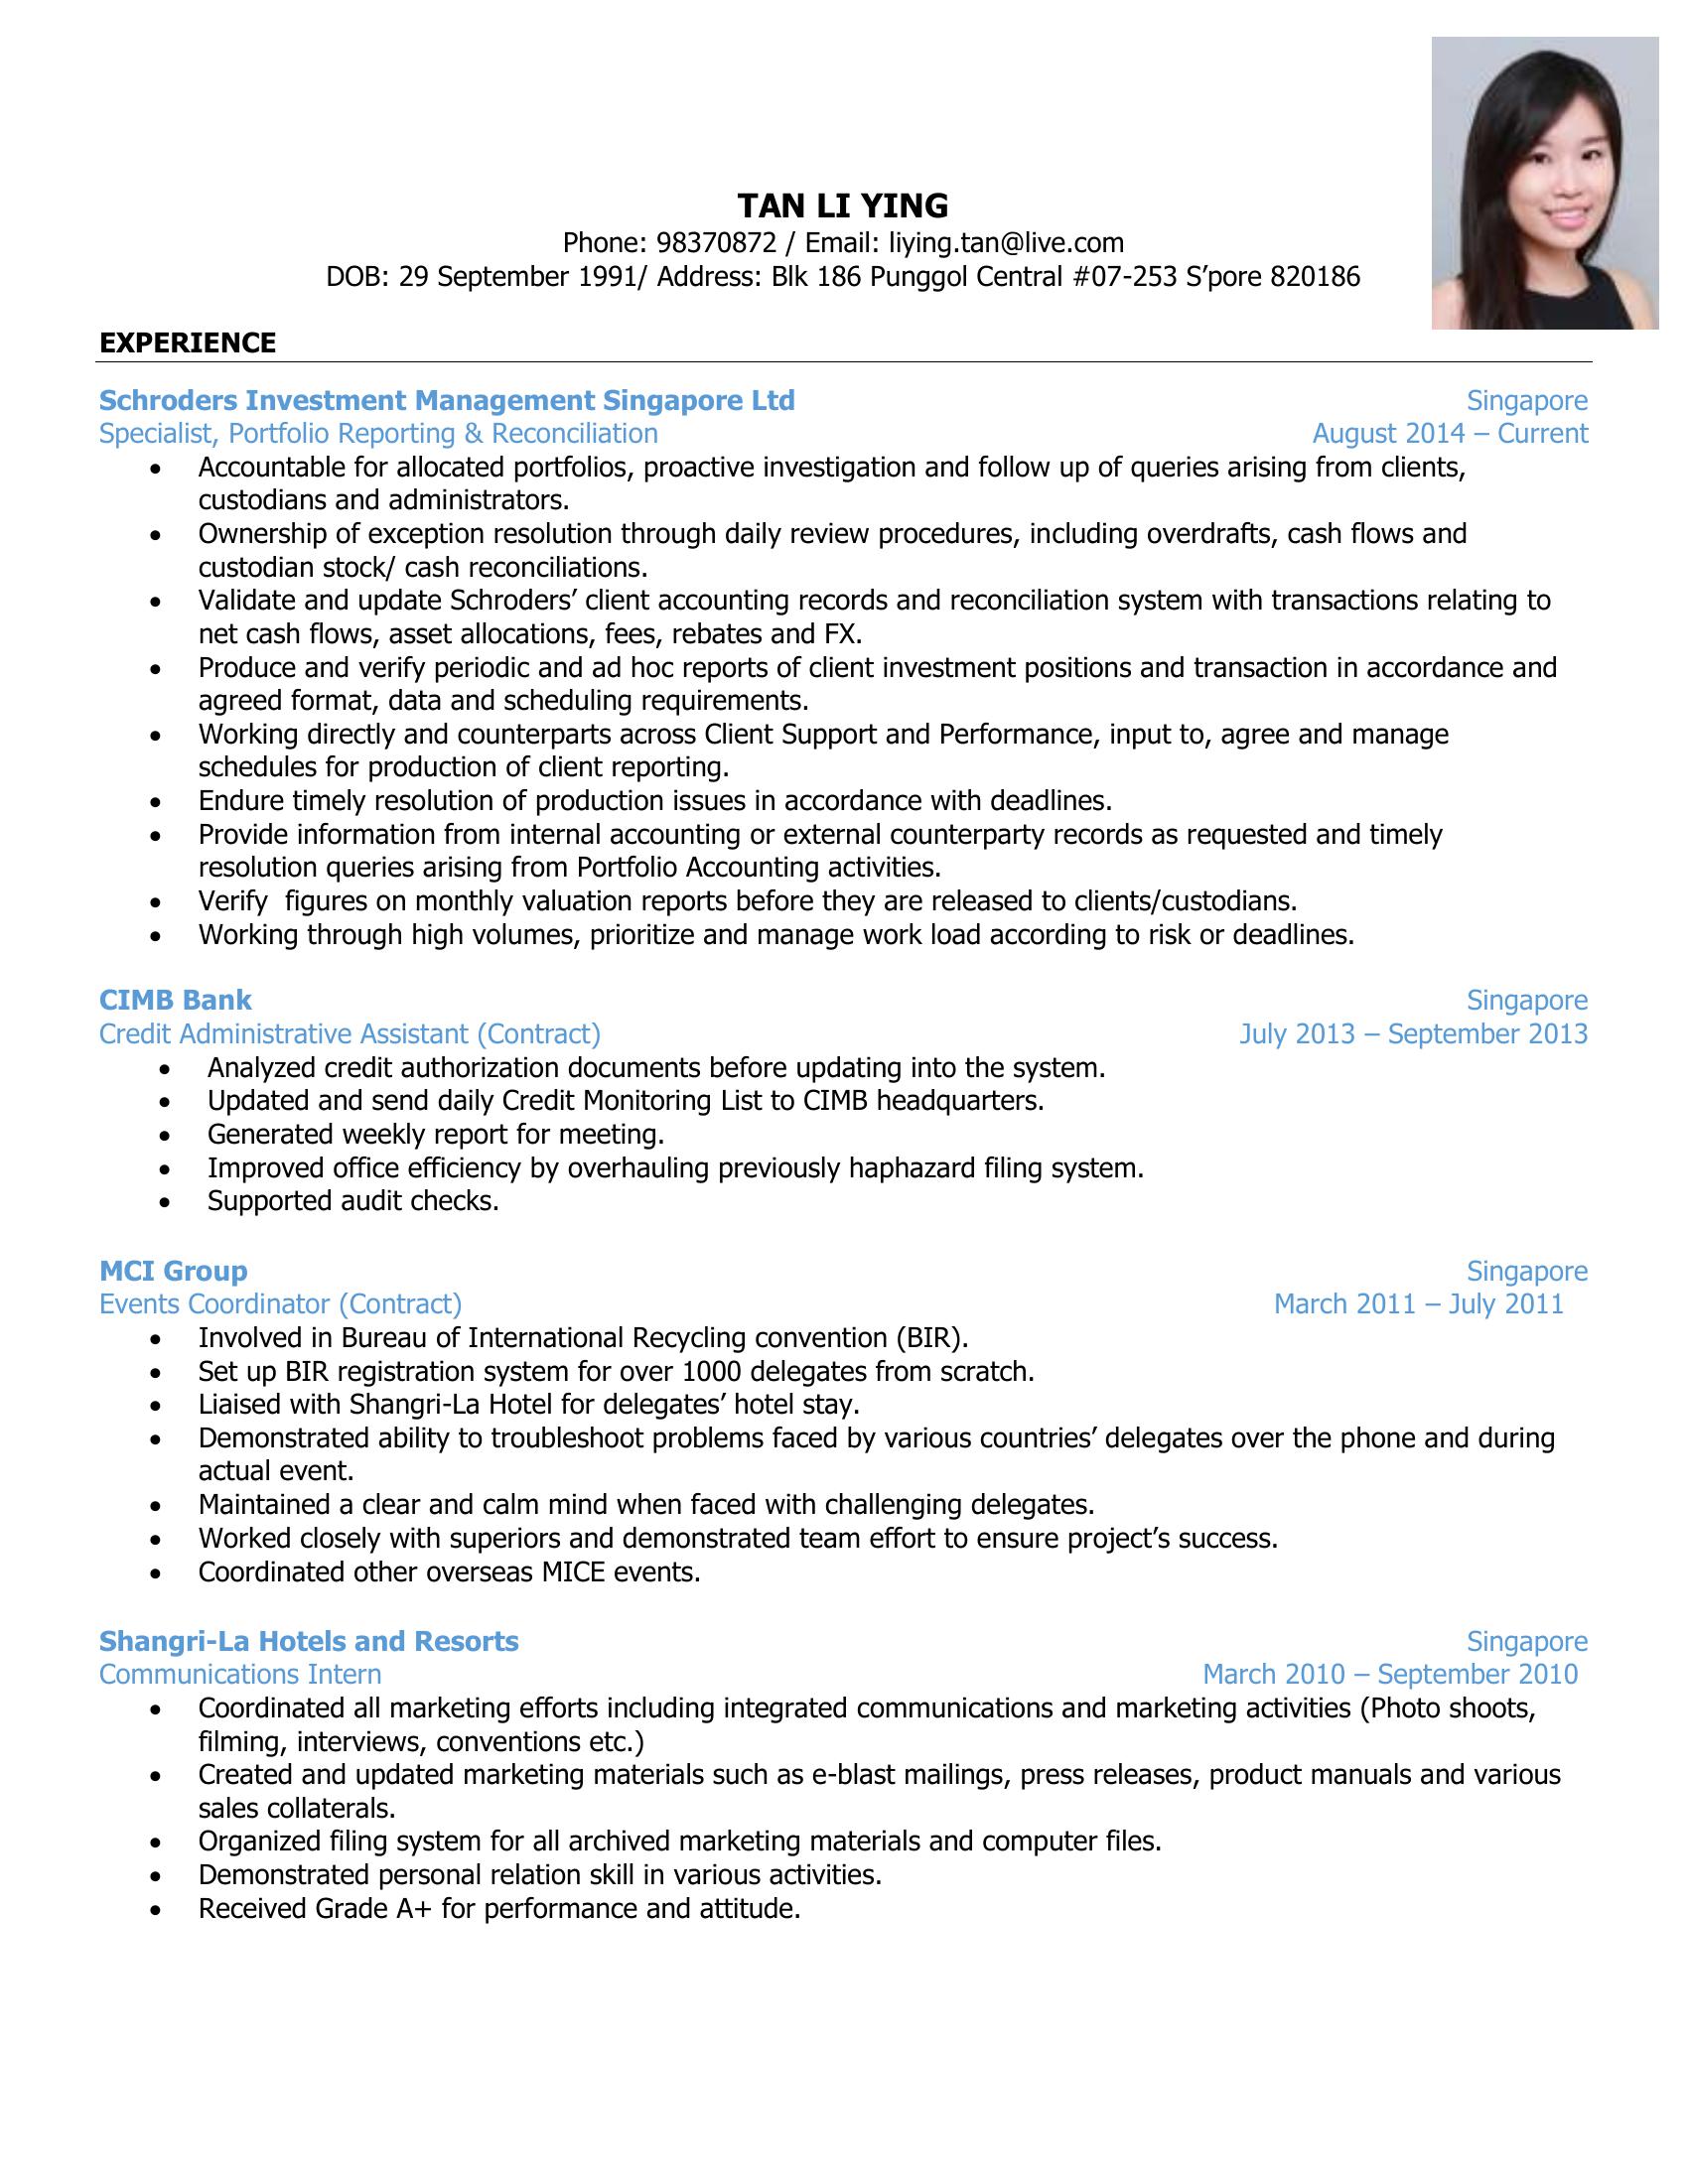 TAN LI YING
Phone: 98370872 / Email: liying.tan@live.com
DOB: 29 September 1991/ Address: Blk 186 Punggol Central #07-253 S’pore 820186
EXPERIENCE
Schroders Investment Management Singapore Ltd Singapore
Specialist, Portfolio Reporting & Reconciliation August 2014 – Current
• Accountable for allocated portfolios, proactive investigation and follow up of queries arising from clients,
custodians and administrators.
• Ownership of exception resolution through daily review procedures, including overdrafts, cash flows and
custodian stock/ cash reconciliations.
• Validate and update Schroders’ client accounting records and reconciliation system with transactions relating to
net cash flows, asset allocations, fees, rebates and FX.
• Produce and verify periodic and ad hoc reports of client investment positions and transaction in accordance and
agreed format, data and scheduling requirements.
• Working directly and counterparts across Client Support and Performance, input to, agree and manage
schedules for production of client reporting.
• Endure timely resolution of production issues in accordance with deadlines.
• Provide information from internal accounting or external counterparty records as requested and timely
resolution queries arising from Portfolio Accounting activities.
• Verify  figures on monthly valuation reports before they are released to clients/custodians.
• Working through high volumes, prioritize and manage work load according to risk or deadlines.
CIMB Bank Singapore
Credit Administrative Assistant (Contract) July 2013 – September 2013
• Analyzed credit authorization documents before updating into the system.
• Updated and send daily Credit Monitoring List to CIMB headquarters.
• Generated weekly report for meeting.
• Improved office efficiency by overhauling previously haphazard filing system.
• Supported audit checks.
MCI Group Singapore
Events Coordinator (Contract) March 2011 – July 2011
• Involved in Bureau of International Recycling convention (BIR).
• Set up BIR registration system for over 1000 delegates from scratch.
• Liaised with Shangri-La Hotel for delegates’ hotel stay.
• Demonstrated ability to troubleshoot problems faced by various countries’ delegates over the phone and during
actual event.
• Maintained a clear and calm mind when faced with challenging delegates.
• Worked closely with superiors and demonstrated team effort to ensure project’s success.
• Coordinated other overseas MICE events.
Shangri-La Hotels and Resorts Singapore
Communications Intern March 2010 – September 2010
• Coordinated all marketing efforts including integrated communications and marketing activities (Photo shoots,
filming, interviews, conventions etc.)
• Created and updated marketing materials such as e-blast mailings, press releases, product manuals and various
sales collaterals.
• Organized filing system for all archived marketing materials and computer files.
• Demonstrated personal relation skill in various activities.
• Received Grade A+ for performance and attitude.